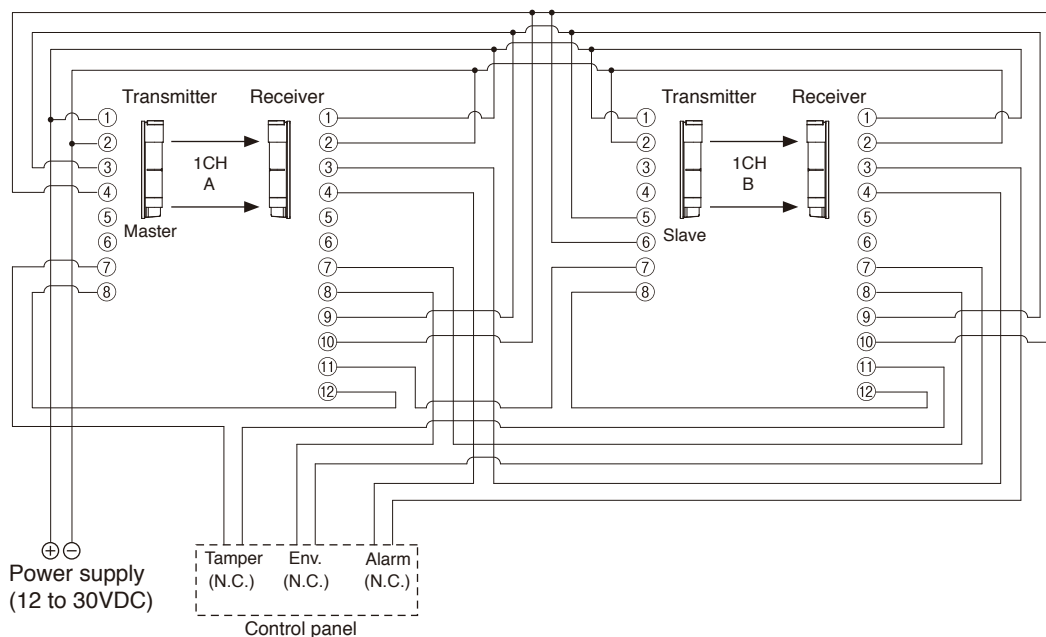 Transmitter Receiver Transmitter Receiver
① ① ① ①
② ② ② ②
1CH 1CH
A B
③ ③ ③ ③
④ ④ ④ ④
⑤ ⑤ ⑤ ⑤
Master Slave
⑥ ⑥ ⑥ ⑥
⑦ ⑦ ⑦ ⑦
⑧ ⑧ ⑧ ⑧
⑨ ⑨
⑩ ⑩
⑪ ⑪
⑫ ⑫
⊕ ⊖
Power supply
(12 to 30VDC)
Tamper Env. Alarm
(N.C.) (N.C.) (N.C.)
Control panel